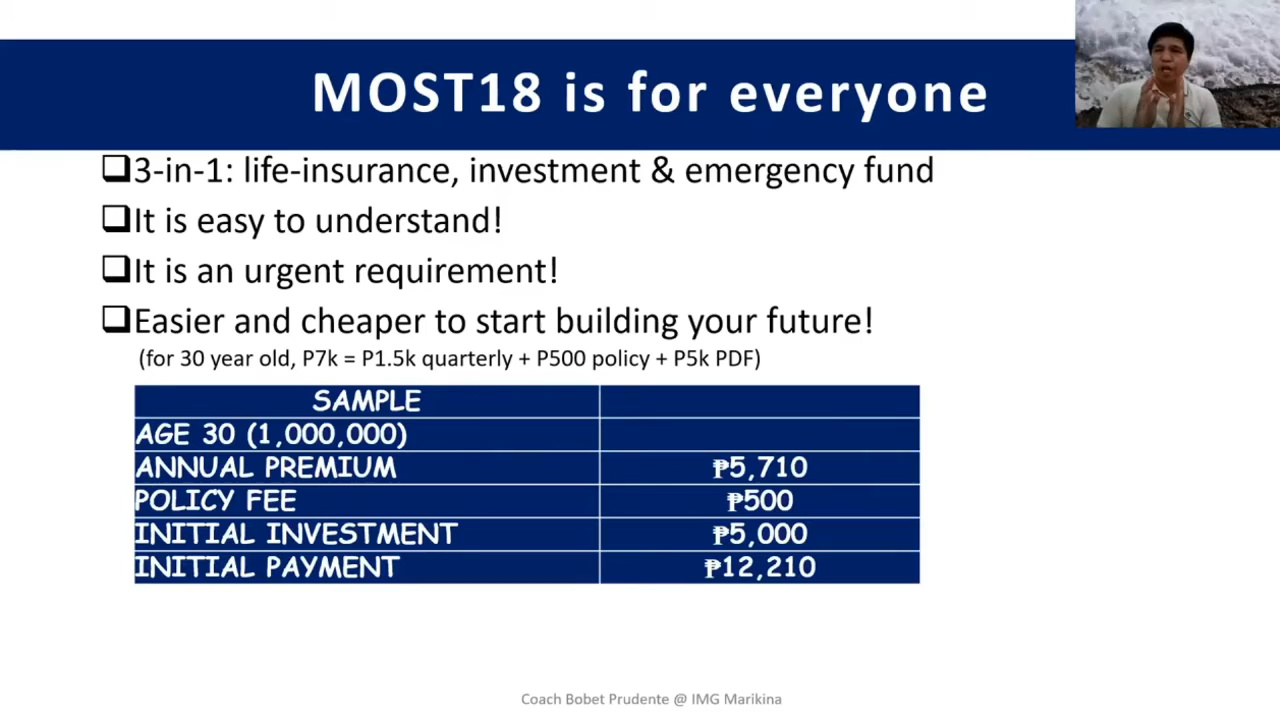 MOST18 is for everyone
❑3-in-1: life-insurance, investment & emergency fund
❑It is easy to understand!
❑It is an urgent requirement!
❑Easier and cheaper to start building your future!
(for 30 year old, P7k = P1.5k quarterly + P500 policy + P5k PDF)
SAMPLE
AGE 30 (1,000,000)
ANNUAL PREMIUM ₱5,710
POLICY FEE ₱500
INITIAL INVESTMENT ₱5,000
INITIAL PAYMENT ₱12,210
Coach Bobet Prudente @ IMG Marikina